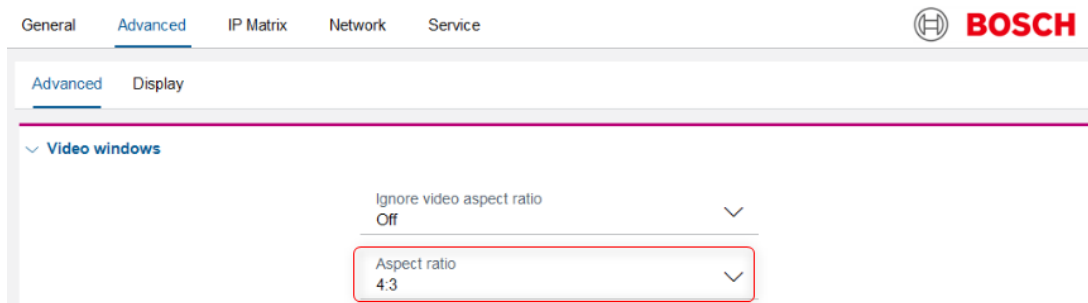 General Advanced IP Matrix Network Service BOSCH
Advanced Display
Video windows
Ignore video aspect ratio
Off
Aspect ratio
4:3